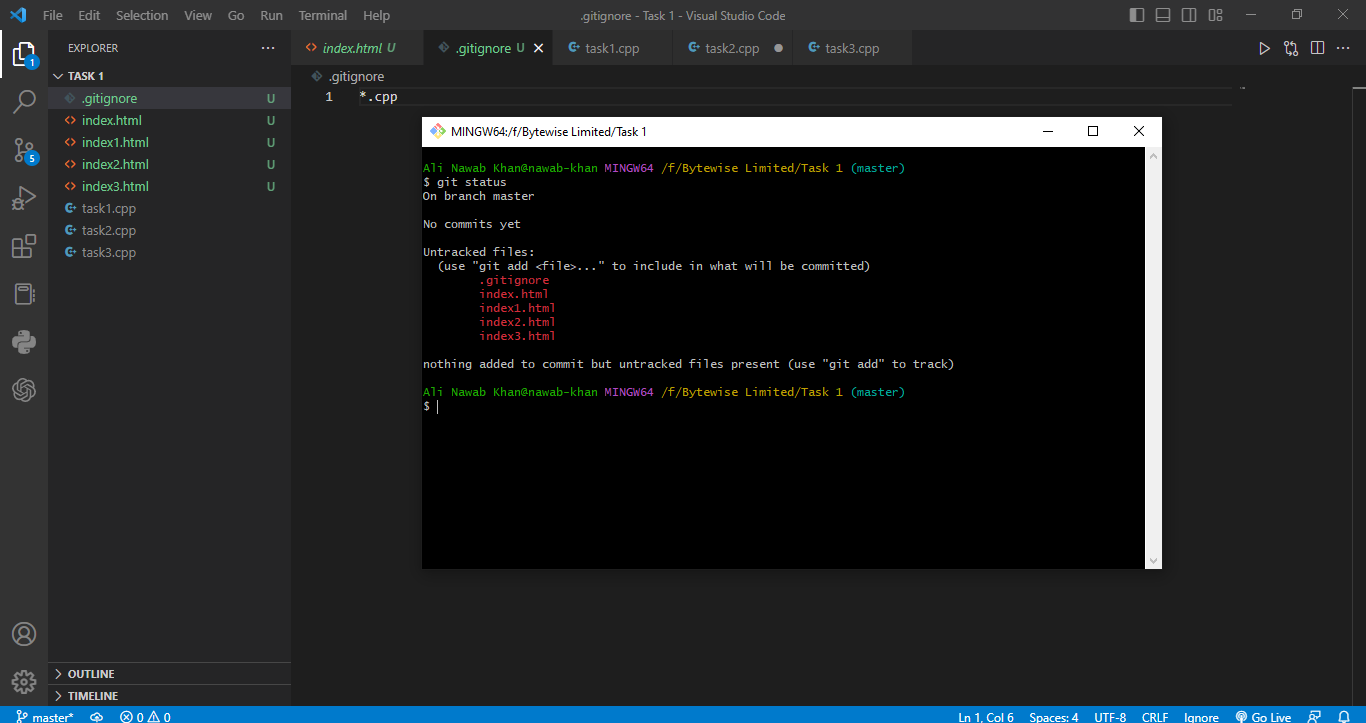 File Edit Selection View Go Run Terminal Help
.gitignore - Task 1 - Visual Studio Code
EXPLORER
TASK 1
.gitignore U
index.html U
index1.html U
index2.html U
index3.html U
task1.cpp
task2.cpp
task3.cpp
OUTLINE
TIMELINE
1
5
index.html U
.gitignore U
task1.cpp
task2.cpp
task3.cpp
.gitignore
1 *.cpp
MINGW64:/f/Bytewise Limited/Task 1
Ali Nawab Khan@nawab-khan MINGW64 /f/Bytewise Limited/Task 1 (master)
$ git status
On branch master
No commits yet
Untracked files:
(use "git add <file>..." to include in what will be committed)
.gitignore
index.html
index1.html
index2.html
index3.html
nothing added to commit but untracked files present (use "git add" to track)
Ali Nawab Khan@nawab-khan MINGW64 /f/Bytewise Limited/Task 1 (master)
$
master* 0 0 Ln 1, Col 6 Spaces: 4 UTF-8 CRLF Ignore Go Live